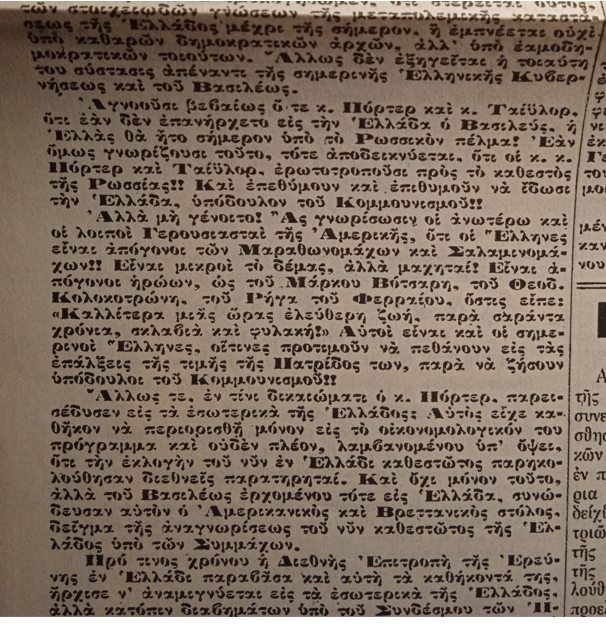 των στοιχειωδών γνώσεων τῆς μεταπολεμικῆς καταστά-
σεως τῆς Ἑλλάδος μέχρι τῆς σήμερον, ἢ ἐμπνέεται οὐχὶ
ὑπὸ καθαρῶν δημοκρατικῶν ἀρχῶν, ἀλλ' ὑπὸ ἐαμοδη-
μοκρατικῶν τοιούτων. Ἄλλως δὲν ἐξηγεῖται ἡ τοιαύτη
του σύστασις ἀπέναντι τῆς σημερινῆς Ἑλληνικῆς Κυβερ-
νήσεως καὶ τοῦ Βασιλέως.
Ἀγνοοῦσι βεβαίως ὅ τε κ. Πόρτερ καὶ κ. Ταίϋλορ,
ὅτι ἐὰν δὲν ἐπανήρχετο εἰς τὴν Ἑλλάδα ὁ Βασιλεύς, ἡ
Ἑλλὰς θὰ ἦτο σήμερον ὑπὸ τὸ Ρωσσικὸν πέλμα! Ἐὰν
ὅμως γνωρίζουσι τοῦτο, τότε ἀποδεικνύεται, ὅτι οἱ κ. κ.
Πόρτερ καὶ Ταίϋλορ, ἐρωτοτροποῦσι πρὸς τὸ καθεστὸς
τῆς Ρωσσίας!! Καὶ ἐπεθύμουν καὶ ἐπιθυμοῦν νὰ ἴδωσι
τὴν Ἑλλάδα, ὑπόδουλον τοῦ Κομμουνισμοῦ!!
Ἀλλὰ μὴ γένοιτο! Ἂς γνωρίσωσιν οἱ ἀνωτέρω καὶ
οἱ λοιποὶ Γερουσιασταὶ τῆς Ἀμερικῆς, ὅτι οἱ Ἕλληνες
εἶναι ἀπόγονοι τῶν Μαραθωνομάχων καὶ Σαλαμινομά-
χων!! Εἶναι μικροὶ τὸ δέμας, ἀλλὰ μαχηταί! Εἶναι ἀ-
πόγονοι ἡρώων, ὡς τοῦ Μάρκου Βότσαρη, τοῦ Θεοδ.
Κολοκοτρώνη, τοῦ Ρήγα τοῦ Φερραίου, ὅστις εἶπε:
«Καλλίτερα μιᾶς ὥρας ἐλεύθερη ζωή, παρὰ σαράντα
χρόνια, σκλαβιὰ καὶ φυλακή!» Αὐτοὶ εἶναι καὶ οἱ σημε-
ρινοὶ Ἕλληνες, οἵτινες προτιμοῦν νὰ πεθάνουν εἰς τὰς
ἐπάλξεις τῆς τιμῆς τῆς Πατρίδος των, παρὰ νὰ ζήσουν
ὑπόδουλοι τοῦ Κομμουνισμοῦ!!
Ἄλλως τε, ἐν τίνι δικαιώματι ὁ κ. Πόρτερ, παρει-
σέδυσεν εἰς τὰ ἐσωτερικὰ τῆς Ἑλλάδος; Αὐτὸς εἶχε κα-
θῆκον νὰ περιορισθῇ μόνον εἰς τὸ οἰκονομολογικόν του
πρόγραμμα καὶ οὐδὲν πλέον, λαμβανομένου ὑπ' ὄψει,
ὅτι τὴν ἐκλογὴν τοῦ νῦν ἐν Ἑλλάδι καθεστῶτος παρηκο-
λούθησαν διεθνεῖς παρατηρηταί. Καὶ ὄχι μόνον τοῦτο,
ἀλλὰ τοῦ Βασιλέως ἐρχομένου τότε εἰς Ἑλλάδα, συνώ-
δευσαν αὐτὸν ὁ Ἀμερικανικὸς καὶ Βρεττανικὸς στόλος,
δεῖγμα τῆς ἀναγνωρίσεως τοῦ νῦν καθεστῶτος τῆς Ἑλ-
λάδος ὑπὸ τῶν Συμμάχων.
Πρό τινος χρόνου ἡ Διεθνὴς Ἐπιτροπὴ τῆς Ἐρεύ-
νης ἐν Ἑλλάδι παραβᾶσα καὶ αὐτὴ τὰ καθήκοντά της,
ἤρχισε ν' ἀναμιγνύεται εἰς τὰ ἐσωτερικὰ τῆς Ἑλλάδος,
ἀλλὰ κατόπιν διαβημάτων ὑπὸ τοῦ Συνδέσμου τῶν Ἡ-